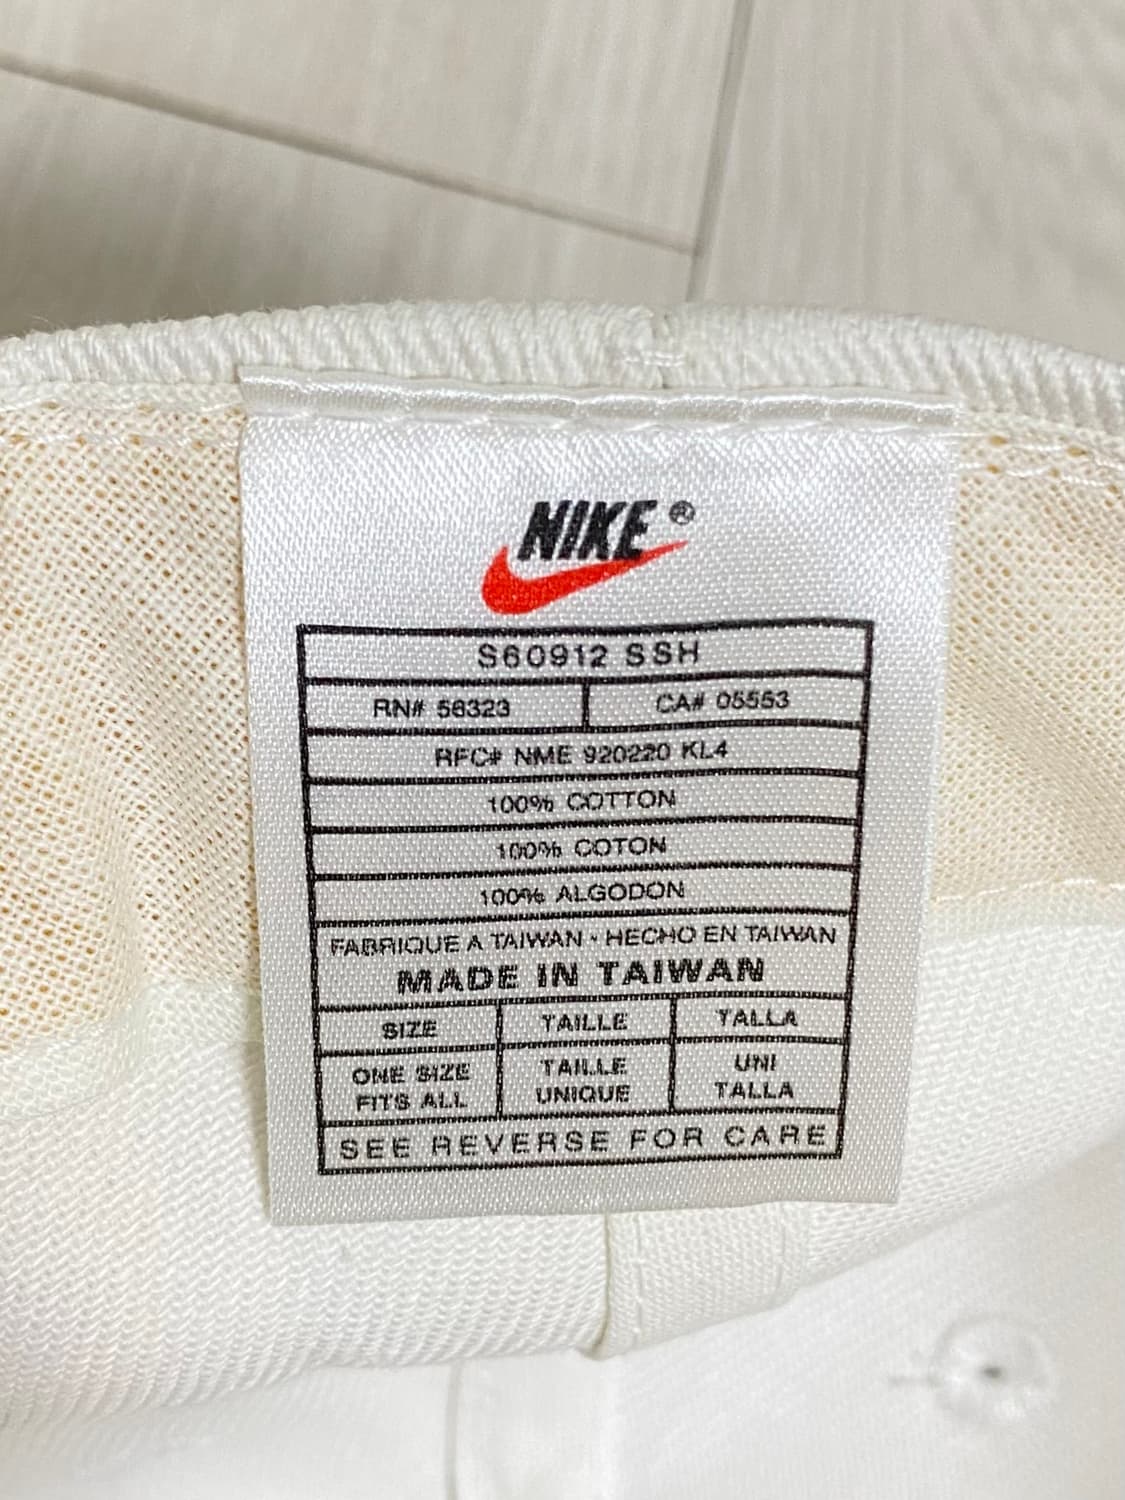 NIKE ®
S60912 SSH
RN# 56323 CA# 05553
RFC# NME 920220 KL4
100% COTTON
100% COTON
100% ALGODON
FABRIQUE A TAIWAN - HECHO EN TAIWAN
MADE IN TAIWAN
SIZE TAILLE TALLA
ONE SIZE FITS ALL
TAILLE UNIQUE
UNI TALLA
SEE REVERSE FOR CARE